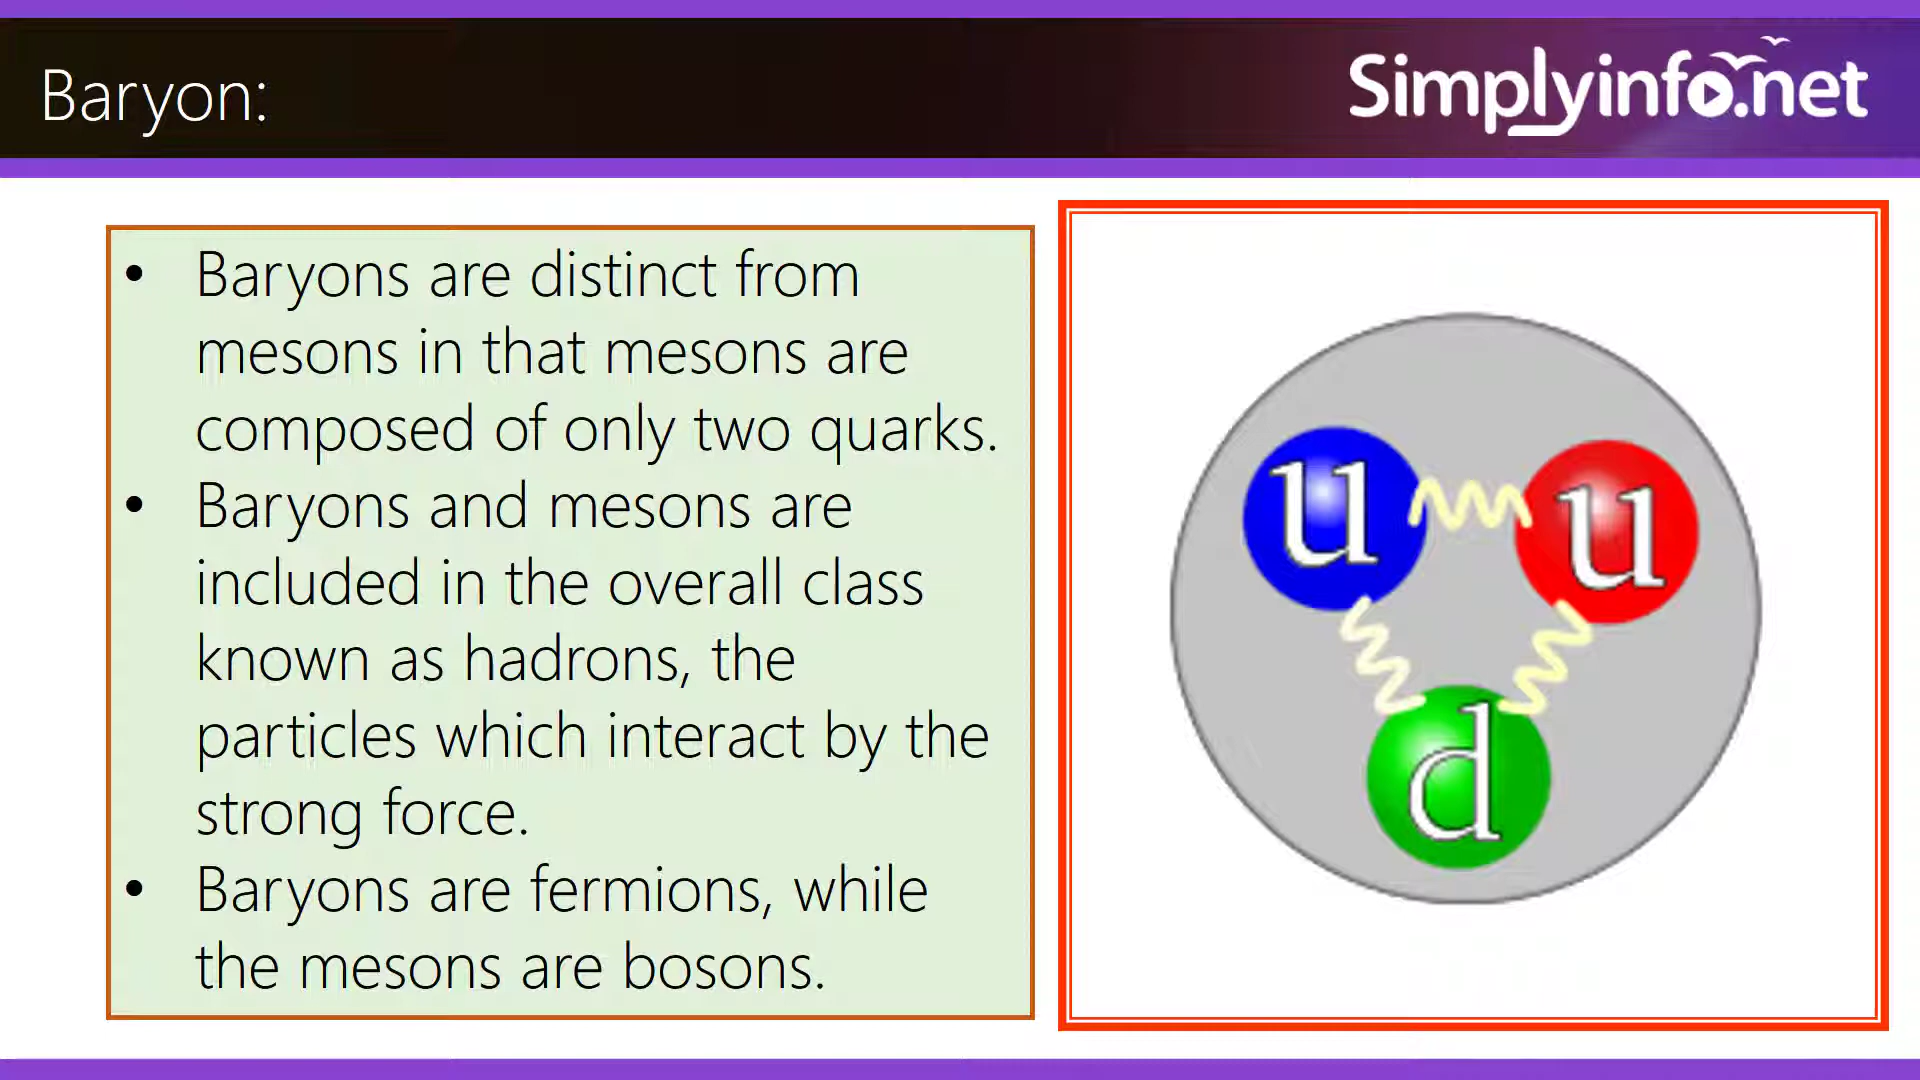 Baryon:
Simplyinfo.net
• Baryons are distinct from
mesons in that mesons are
composed of only two quarks.
• Baryons and mesons are
included in the overall class
known as hadrons, the
particles which interact by the
strong force.
• Baryons are fermions, while
the mesons are bosons.
u
u
d